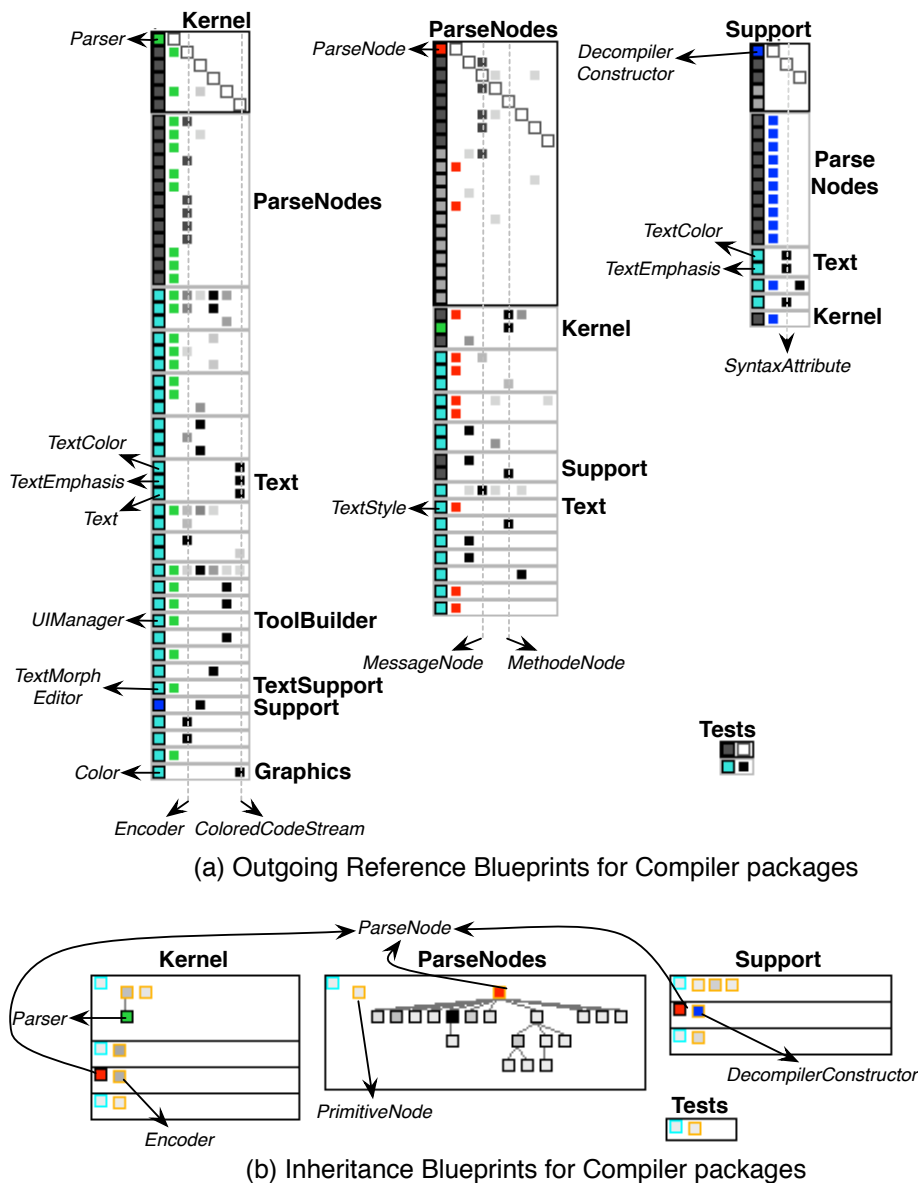 Kernel
Parser
ParseNodes
TextColor
TextEmphasis
Text
Text
UIManager
ToolBuilder
TextMorph
Editor
TextSupport
Support
Color
Graphics
Encoder
ColoredCodeStream
ParseNodes
ParseNode
Kernel
Support
TextStyle
Text
MessageNode
MethodeNode
Support
Decompiler
Constructor
Parse
Nodes
TextColor
TextEmphasis
Text
Kernel
SyntaxAttribute
Tests
(a) Outgoing Reference Blueprints for Compiler packages
ParseNode
Kernel
ParseNodes
Support
Parser
Encoder
PrimitiveNode
DecompilerConstructor
Tests
(b) Inheritance Blueprints for Compiler packages